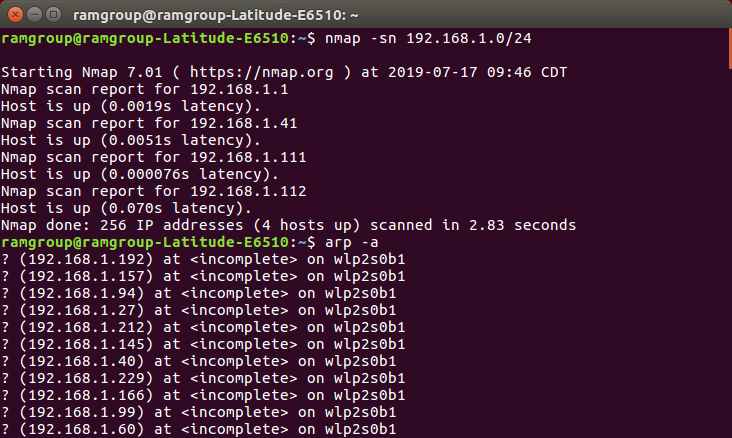 ramgroup@ramgroup-Latitude-E6510: ~
ramgroup@ramgroup-Latitude-E6510:~$ nmap -sn 192.168.1.0/24
Starting Nmap 7.01 ( https://nmap.org ) at 2019-07-17 09:46 CDT
Nmap scan report for 192.168.1.1
Host is up (0.0019s latency).
Nmap scan report for 192.168.1.41
Host is up (0.0051s latency).
Nmap scan report for 192.168.1.111
Host is up (0.000076s latency).
Nmap scan report for 192.168.1.112
Host is up (0.070s latency).
Nmap done: 256 IP addresses (4 hosts up) scanned in 2.83 seconds
ramgroup@ramgroup-Latitude-E6510:~$ arp -a
? (192.168.1.192) at <incomplete> on wlp2s0b1
? (192.168.1.157) at <incomplete> on wlp2s0b1
? (192.168.1.94) at <incomplete> on wlp2s0b1
? (192.168.1.27) at <incomplete> on wlp2s0b1
? (192.168.1.212) at <incomplete> on wlp2s0b1
? (192.168.1.145) at <incomplete> on wlp2s0b1
? (192.168.1.40) at <incomplete> on wlp2s0b1
? (192.168.1.229) at <incomplete> on wlp2s0b1
? (192.168.1.166) at <incomplete> on wlp2s0b1
? (192.168.1.99) at <incomplete> on wlp2s0b1
? (192.168.1.60) at <incomplete> on wlp2s0b1